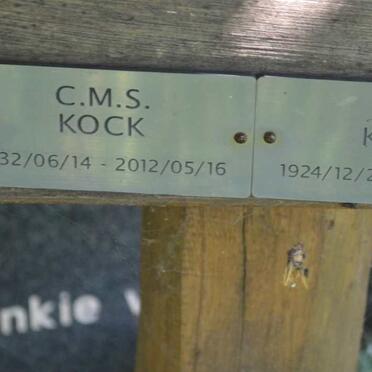 C.M.S.
KOCK
32/06/14 - 2012/05/16
K
1924/12/2
nkie